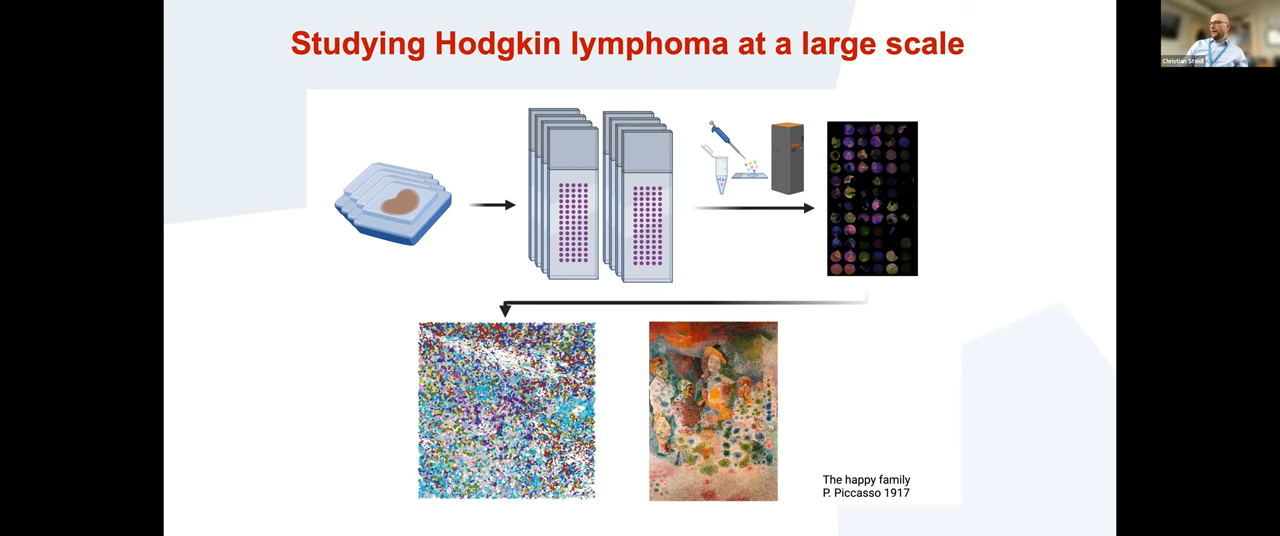 Studying Hodgkin lymphoma at a large scale
Christian Steidl
The happy family
P. Piccasso 1917